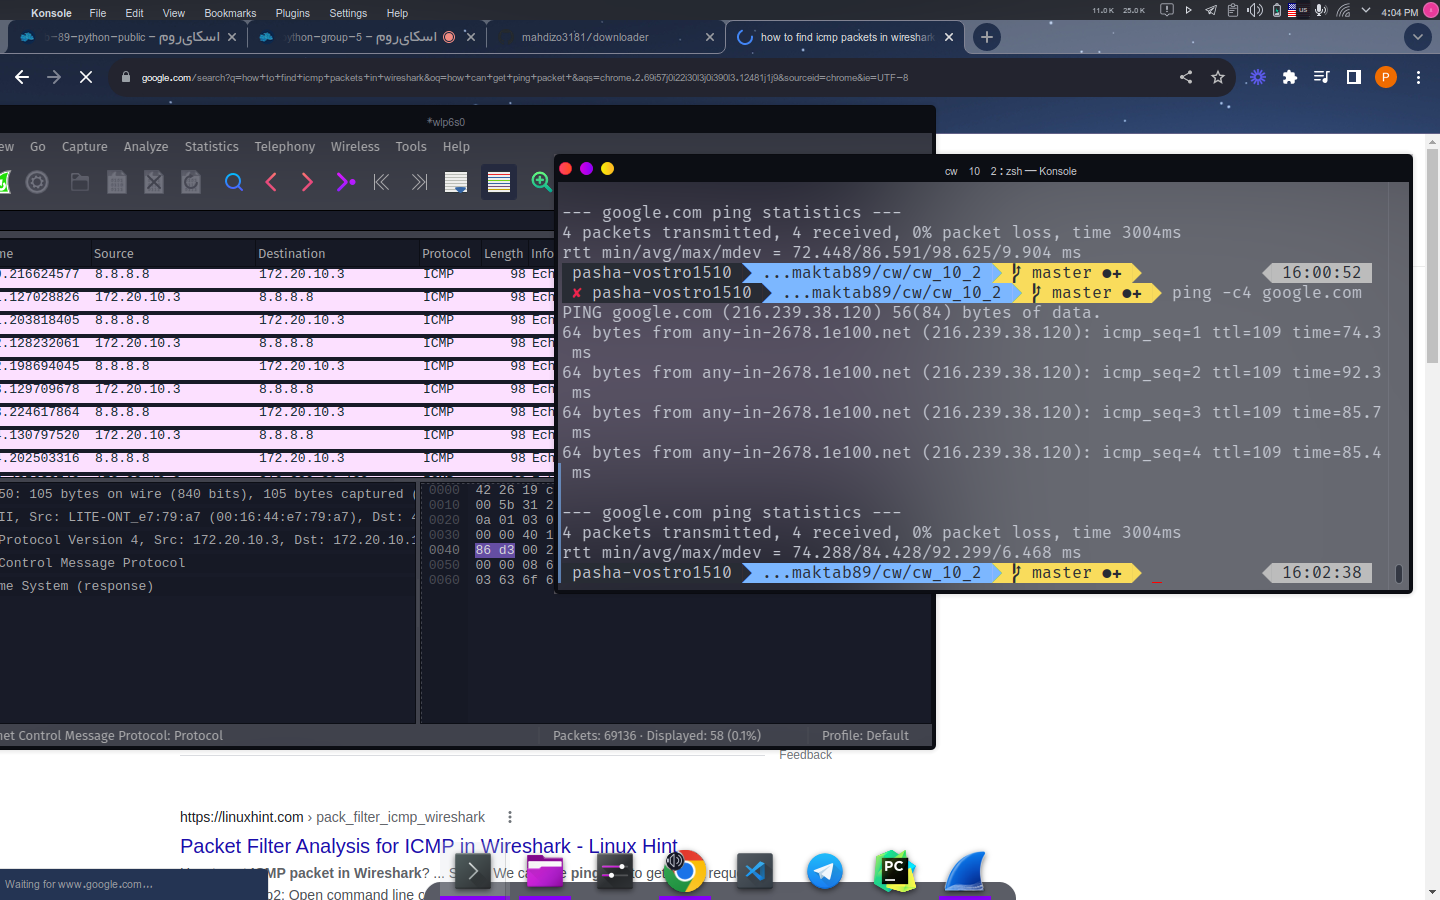 Konsole File Edit View Bookmarks Plugins Settings Help
11.0 K 25.0 K us 4:04 PM
اسکای‌روم – 89-python-public
اسکای‌روم – python-group-5
mahdizo3181/downloader
how to find icmp packets in wireshark
google.com/search?q=how+to+find+icmp+packets+in+wireshark&oq=how+can+get+ping+packet+&aqs=chrome.2.69i57j0i22i30l3j0i390l3.12481j1j9&sourceid=chrome&ie=UTF-8
P
*wlp6s0
ew Go Capture Analyze Statistics Telephony Wireless Tools Help
me Source Destination Protocol Length Info
.216624577 8.8.8.8 172.20.10.3 ICMP 98 Ech
.127028826 172.20.10.3 8.8.8.8 ICMP 98 Ech
.203818405 8.8.8.8 172.20.10.3 ICMP 98 Ech
.128232061 172.20.10.3 8.8.8.8 ICMP 98 Ech
.198694045 8.8.8.8 172.20.10.3 ICMP 98 Ech
.129709678 172.20.10.3 8.8.8.8 ICMP 98 Ech
.224617864 8.8.8.8 172.20.10.3 ICMP 98 Ech
.130797520 172.20.10.3 8.8.8.8 ICMP 98 Ech
.202503316 8.8.8.8 172.20.10.3 ICMP 98 Ech
50: 105 bytes on wire (840 bits), 105 bytes captured (
II, Src: LITE-ONT_e7:79:a7 (00:16:44:e7:79:a7), Dst: 4
Protocol Version 4, Src: 172.20.10.3, Dst: 172.20.10.1
Control Message Protocol
me System (response)
0000 42 26 19 c
0010 00 5b 31 2
0020 0a 01 03 0
0030 00 00 40 1
0040 86 d3 00 2
0050 00 00 08 6
0060 03 63 6f 6
net Control Message Protocol: Protocol
Packets: 69136 · Displayed: 58 (0.1%)
Profile: Default
cw 10 2 : zsh — Konsole
--- google.com ping statistics ---
4 packets transmitted, 4 received, 0% packet loss, time 3004ms
rtt min/avg/max/mdev = 72.448/86.591/98.625/9.904 ms
pasha-vostro1510 ...maktab89/cw/cw_10_2 master ●+ 16:00:52
✘ pasha-vostro1510 ...maktab89/cw/cw_10_2 master ●+ ping -c4 google.com
PING google.com (216.239.38.120) 56(84) bytes of data.
64 bytes from any-in-2678.1e100.net (216.239.38.120): icmp_seq=1 ttl=109 time=74.3
ms
64 bytes from any-in-2678.1e100.net (216.239.38.120): icmp_seq=2 ttl=109 time=92.3
ms
64 bytes from any-in-2678.1e100.net (216.239.38.120): icmp_seq=3 ttl=109 time=85.7
ms
64 bytes from any-in-2678.1e100.net (216.239.38.120): icmp_seq=4 ttl=109 time=85.4
ms
--- google.com ping statistics ---
4 packets transmitted, 4 received, 0% packet loss, time 3004ms
rtt min/avg/max/mdev = 74.288/84.428/92.299/6.468 ms
pasha-vostro1510 ...maktab89/cw/cw_10_2 master ●+ _ 16:02:38
Feedback
https://linuxhint.com › pack_filter_icmp_wireshark
Packet Filter Analysis for ICMP in Wireshark - Linux Hint
ICMP packet in Wireshark? ... S We ca ping to get requ
p2: Open command line
Waiting for www.google.com...
PC